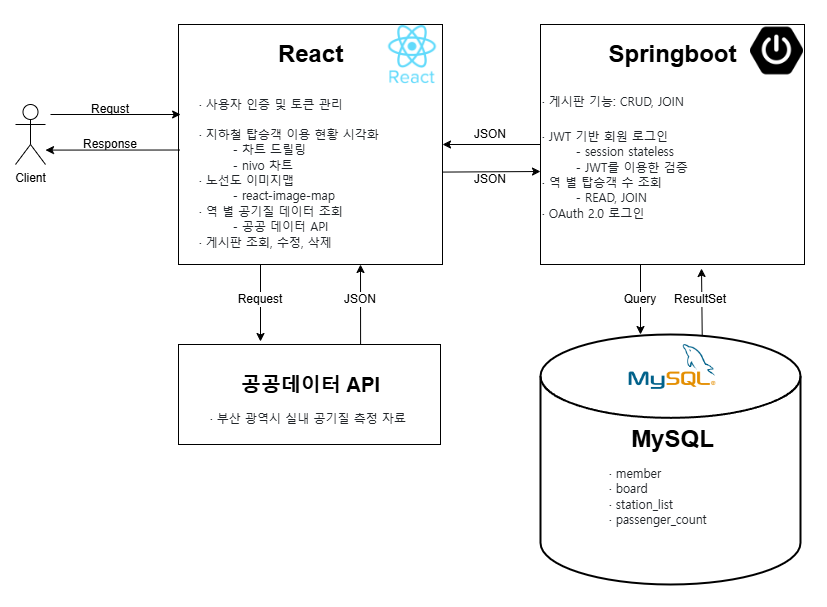 React
React
· 사용자 인증 및 토큰 관리
· 지하철 탑승객 이용 현황 시각화
- 차트 드릴링
- nivo 차트
· 노선도 이미지맵
- react-image-map
· 역 별 공기질 데이터 조회
- 공공 데이터 API
· 게시판 조회, 수정, 삭제
Springboot
· 게시판 기능: CRUD, JOIN
· JWT 기반 회원 로그인
- session stateless
- JWT를 이용한 검증
· 역 별 탑승객 수 조회
- READ, JOIN
· OAuth 2.0 로그인
Requst
Response
Client
JSON
JSON
Request
JSON
Query
ResultSet
공공데이터 API
· 부산 광역시 실내 공기질 측정 자료
MySQL
MySQL
· member
· board
· station_list
· passenger_count